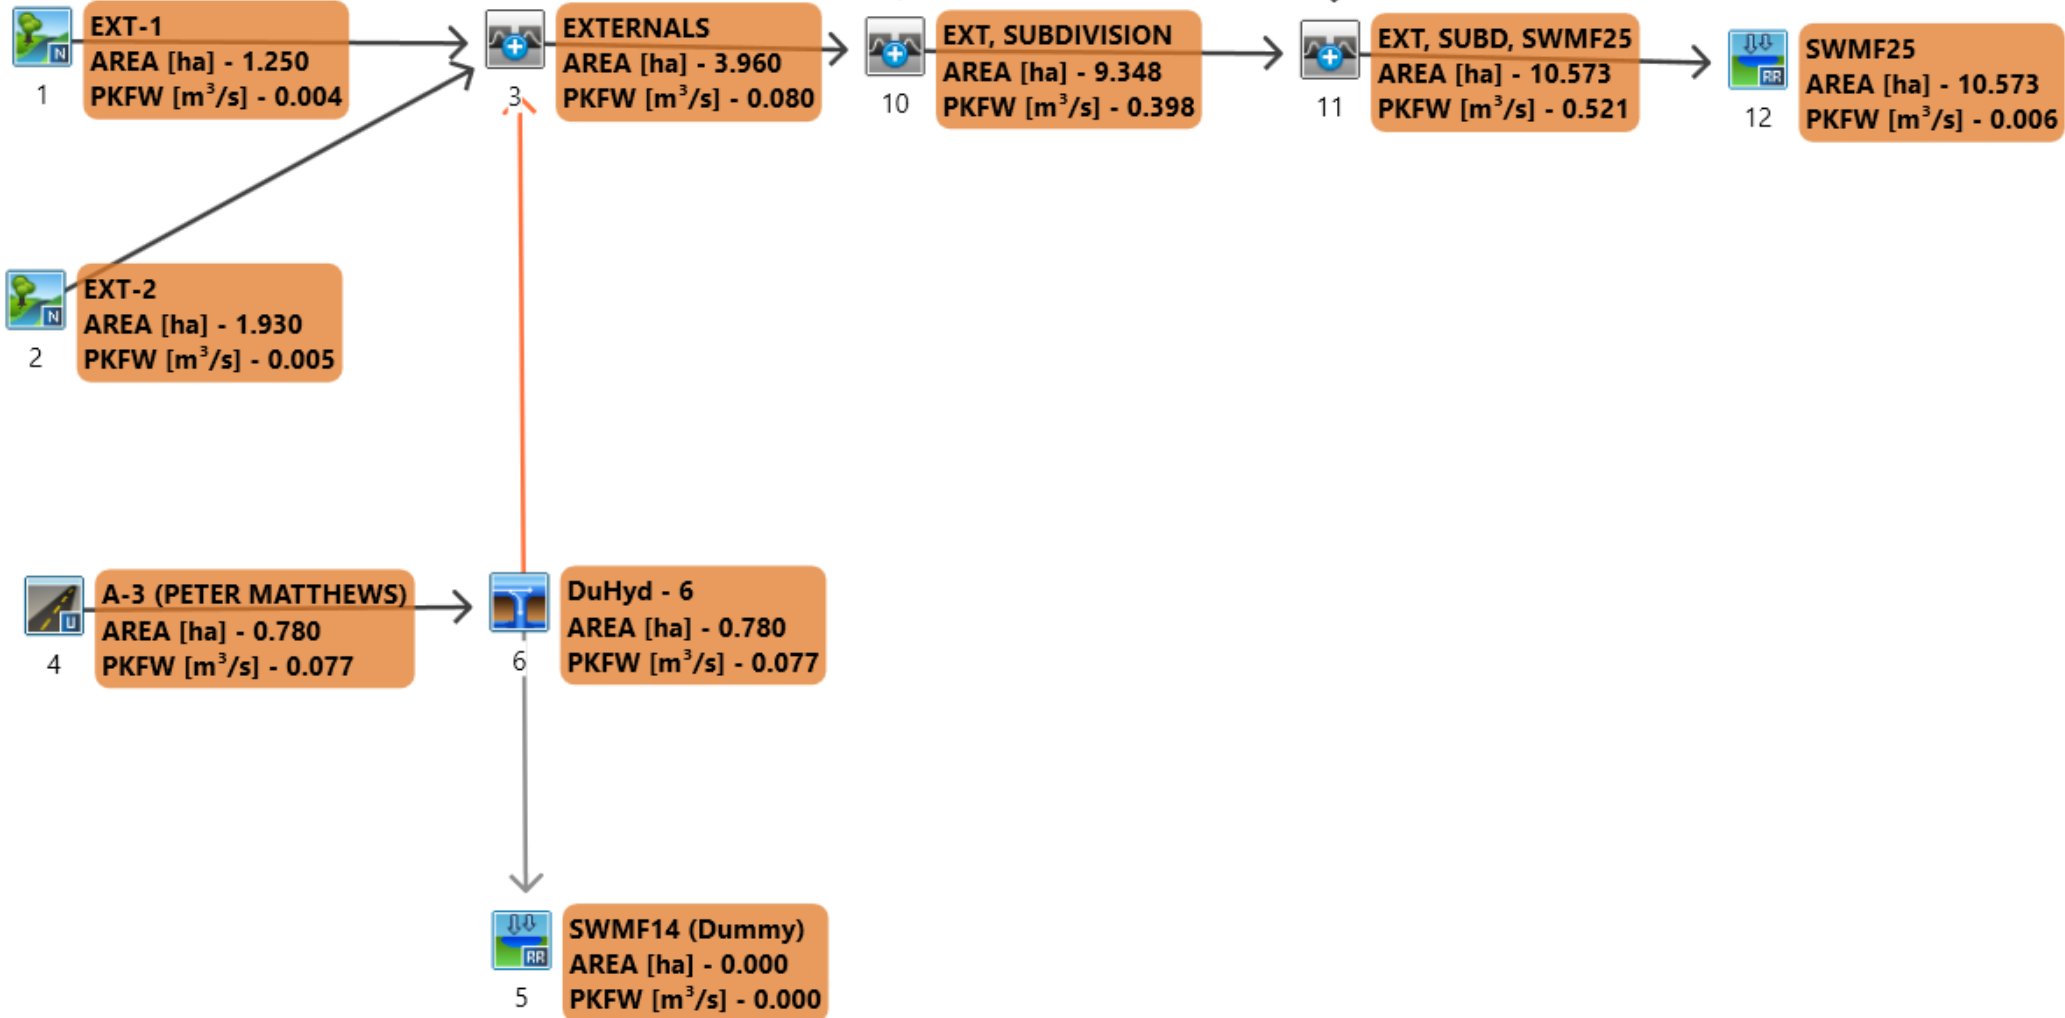 EXT-1
AREA [ha] - 1.250
PKFW [m³/s] - 0.004
1
EXTERNALS
AREA [ha] - 3.960
PKFW [m³/s] - 0.080
3
EXT, SUBDIVISION
AREA [ha] - 9.348
PKFW [m³/s] - 0.398
10
EXT, SUBD, SWMF25
AREA [ha] - 10.573
PKFW [m³/s] - 0.521
11
SWMF25
AREA [ha] - 10.573
PKFW [m³/s] - 0.006
RR
12
N
EXT-2
AREA [ha] - 1.930
PKFW [m³/s] - 0.005
N
2
A-3 (PETER MATTHEWS)
AREA [ha] - 0.780
PKFW [m³/s] - 0.077
U
4
DuHyd - 6
AREA [ha] - 0.780
PKFW [m³/s] - 0.077
6
SWMF14 (Dummy)
AREA [ha] - 0.000
PKFW [m³/s] - 0.000
RR
5